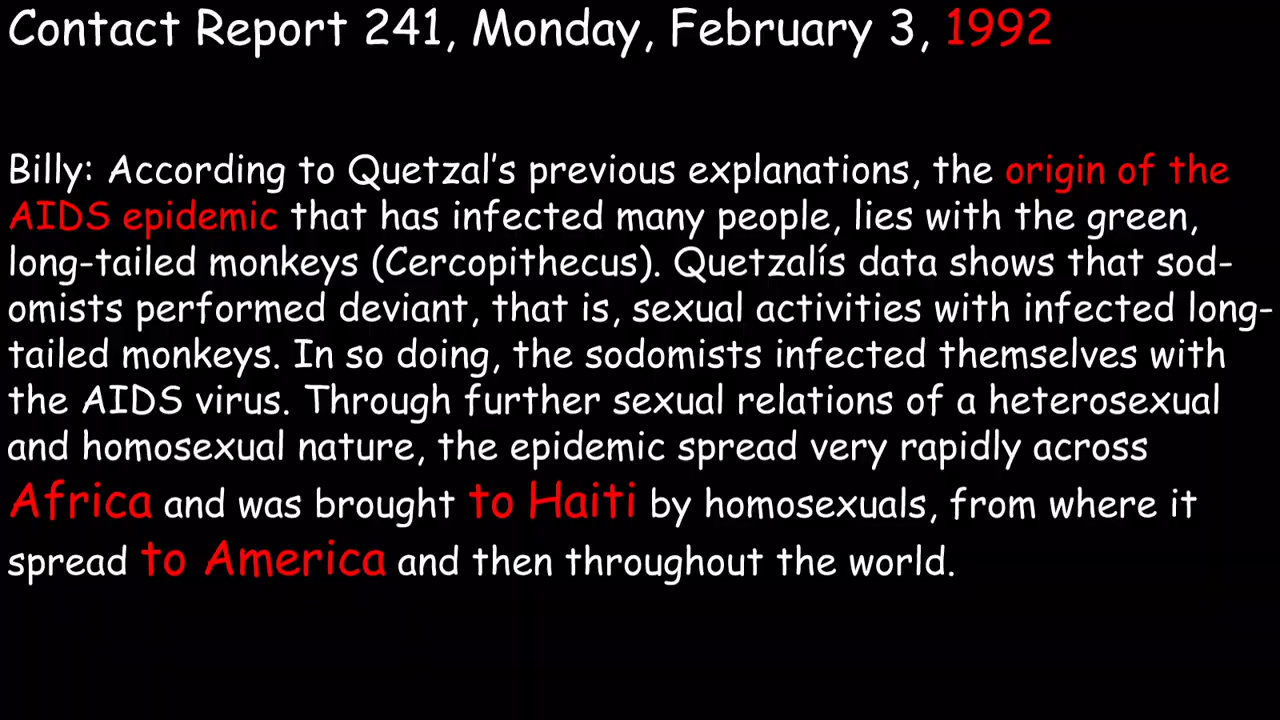 Contact Report 241, Monday, February 3, 1992
Billy: According to Quetzal's previous explanations, the origin of the
AIDS epidemic that has infected many people, lies with the green,
long-tailed monkeys (Cercopithecus). Quetzalís data shows that sod-
omists performed deviant, that is, sexual activities with infected long-
tailed monkeys. In so doing, the sodomists infected themselves with
the AIDS virus. Through further sexual relations of a heterosexual
and homosexual nature, the epidemic spread very rapidly across
Africa and was brought to Haiti by homosexuals, from where it
spread to America and then throughout the world.